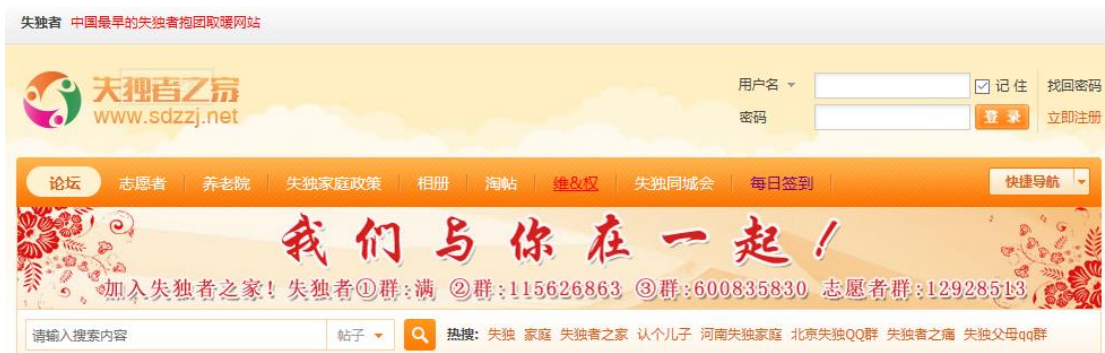 失独者 中国最早的失独者抱团取暖网站
失独者之家
www.sdzzj.net
用户名 记住 找回密码
密码 登录 立即注册
论坛 志愿者 养老院 失独家庭政策 相册 淘帖 维&权 失独同城会 每日签到 快捷导航
我们与你在一起!
加入失独者之家! 失独者①群:满 ②群:115626863 ③群:600835830 志愿者群:12928513
请输入搜索内容 帖子 热搜: 失独 家庭 失独者之家 认个儿子 河南失独家庭 北京失独QQ群 失独者之痛 失独父母qq群